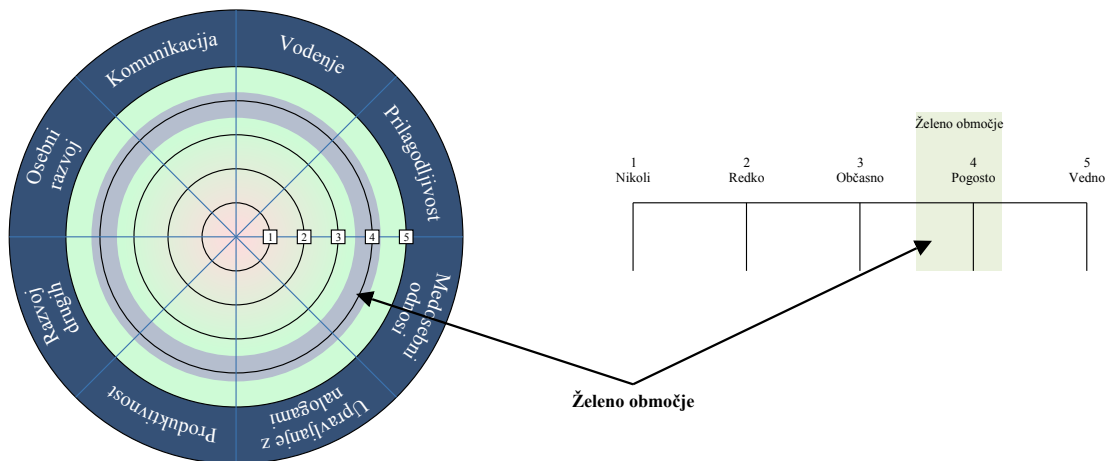 Komunikacija
Vodenje
Prilagodljivost
Medosebni
odnosi
Upravljanje z
nalogami
Produktivnost
Razvoj
drugih
Osebni
razvoj
1
2
3
4
5
Želeno območje
1
Nikoli
2
Redko
3
Občasno
4
Pogosto
5
Vedno
Želeno območje